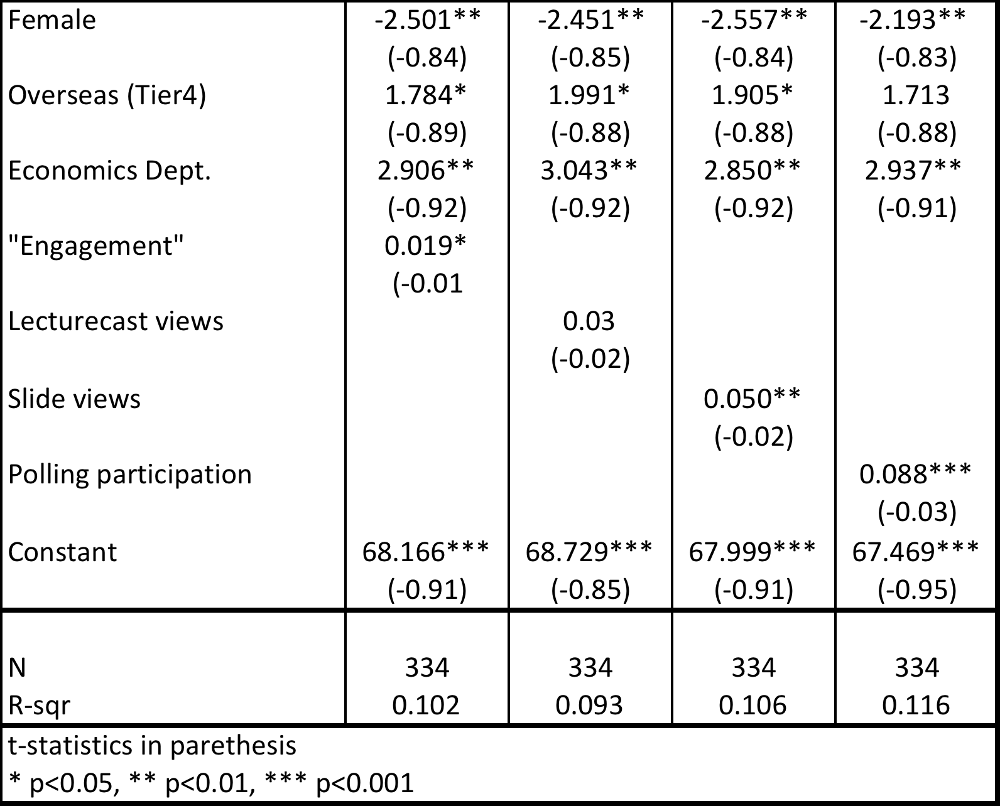 Female -2.501** -2.451** -2.557** -2.193**
(-0.84) (-0.85) (-0.84) (-0.83)
Overseas (Tier4) 1.784* 1.991* 1.905* 1.713
(-0.89) (-0.88) (-0.88) (-0.88)
Economics Dept. 2.906** 3.043** 2.850** 2.937**
(-0.92) (-0.92) (-0.92) (-0.91)
"Engagement" 0.019*
(-0.01
Lecturecast views 0.03
(-0.02)
Slide views 0.050**
(-0.02)
Polling participation 0.088***
(-0.03)
Constant 68.166*** 68.729*** 67.999*** 67.469***
(-0.91) (-0.85) (-0.91) (-0.95)
N 334 334 334 334
R-sqr 0.102 0.093 0.106 0.116
t-statistics in parethesis
* p<0.05, ** p<0.01, *** p<0.001